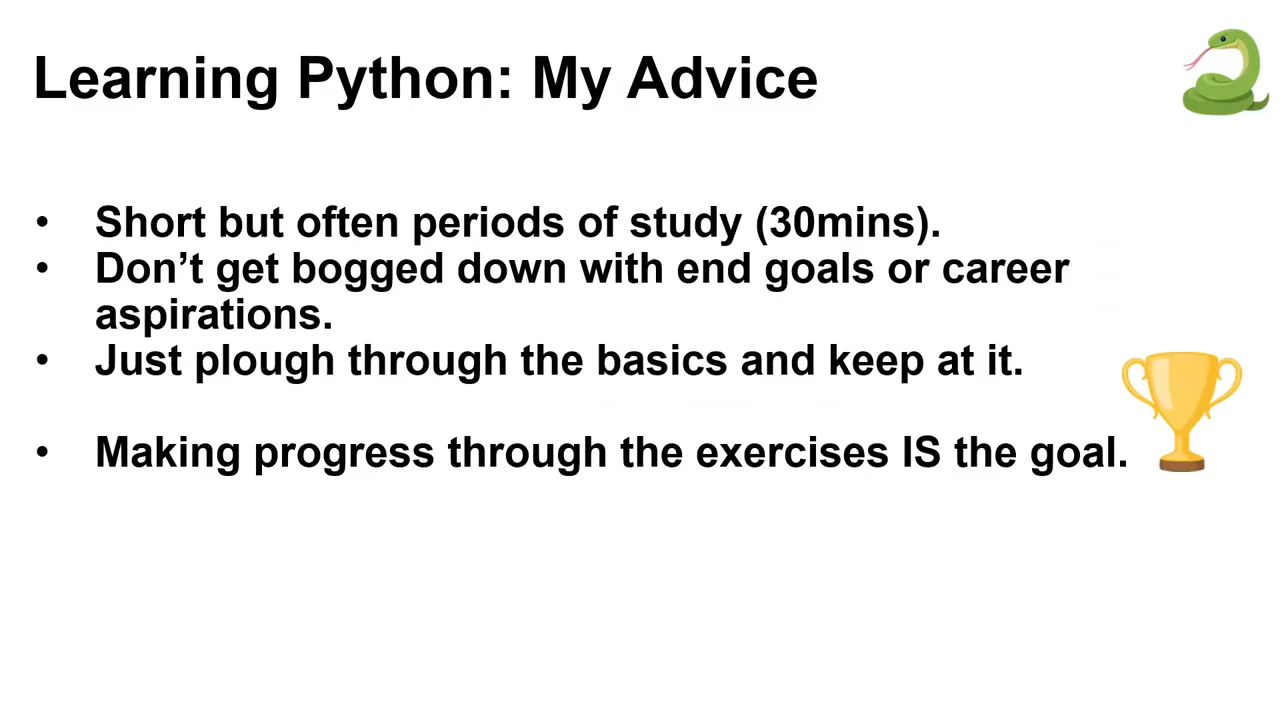 Learning Python: My Advice
• Short but often periods of study (30mins).
• Don’t get bogged down with end goals or career
aspirations.
• Just plough through the basics and keep at it.
• Making progress through the exercises IS the goal.